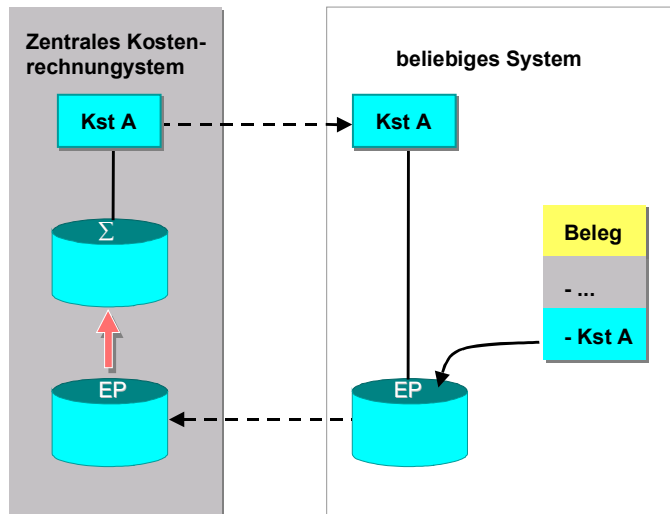 Zentrales Kosten-
rechnungystem
beliebiges System
Kst A
Kst A
Σ
Beleg
- ...
- Kst A
EP
EP